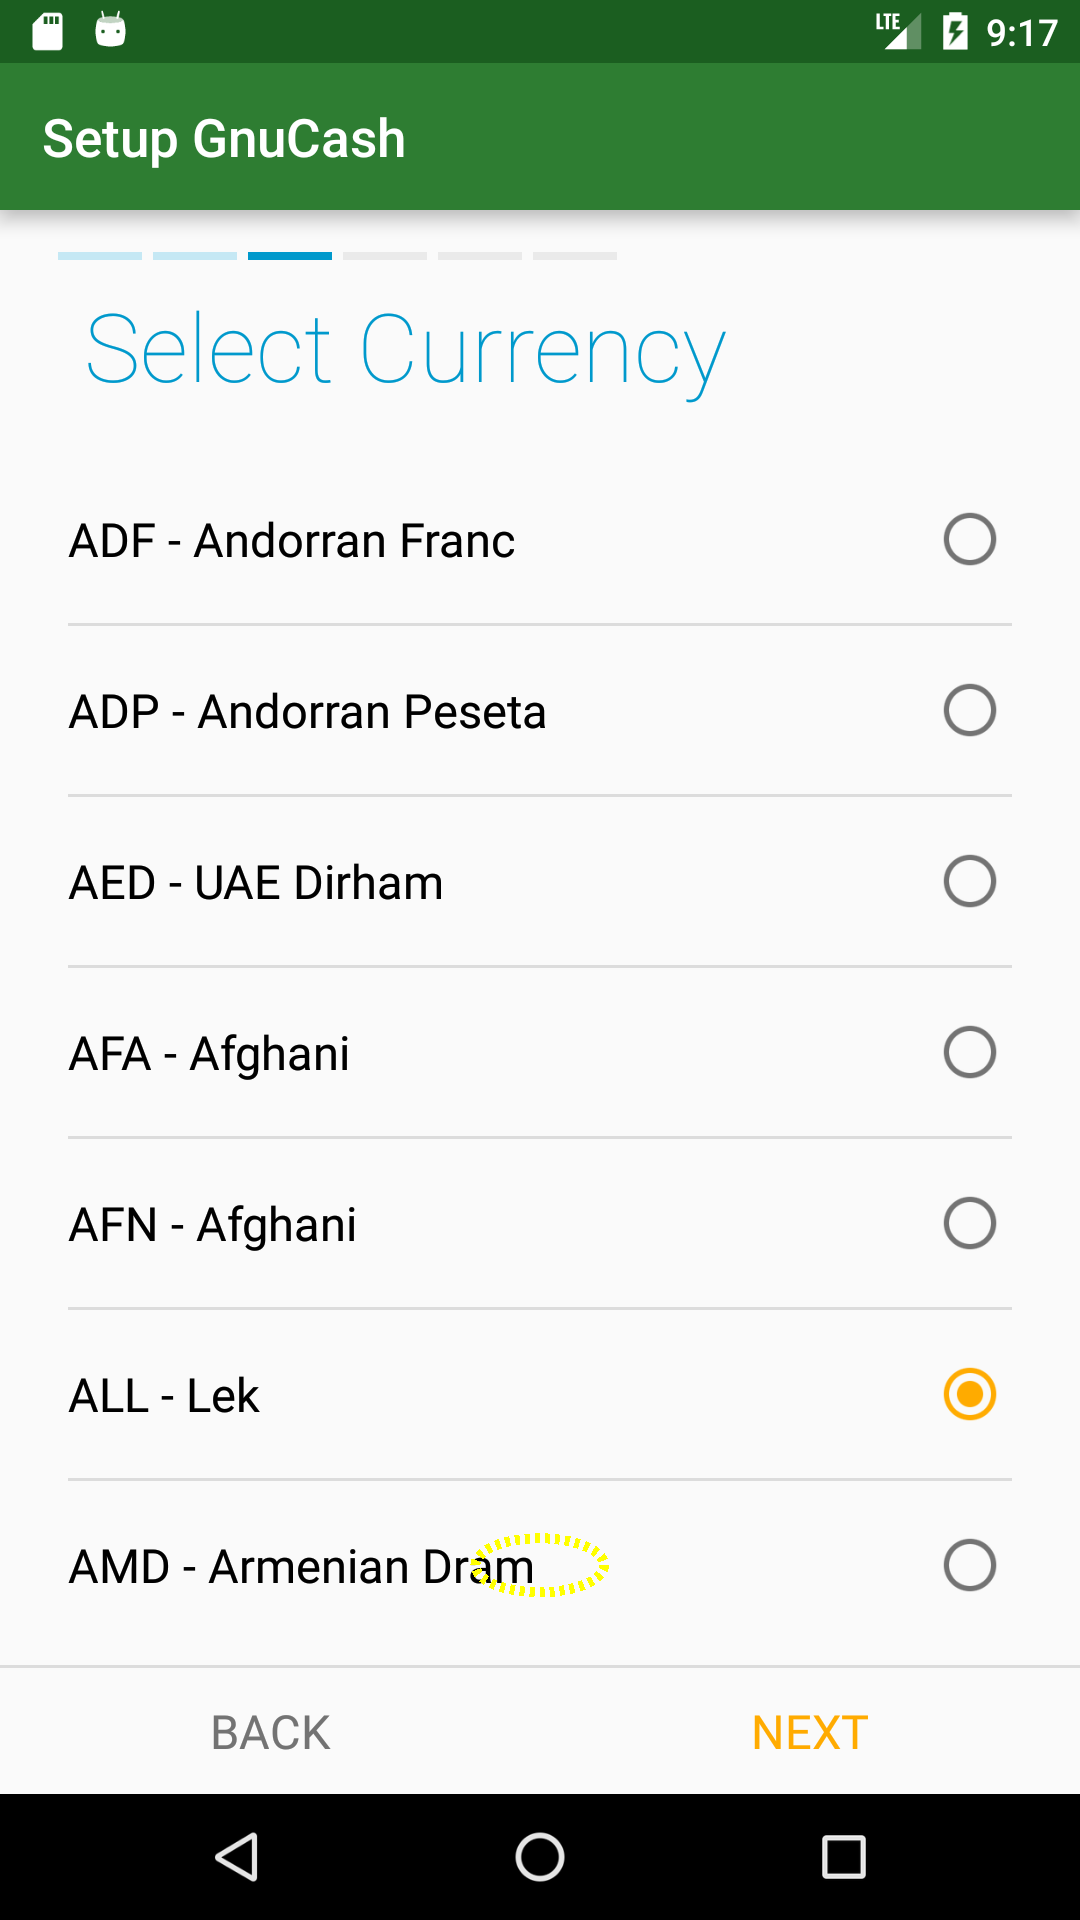 LTE 9:17
Setup GnuCash
Select Currency
ADF - Andorran Franc
ADP - Andorran Peseta
AED - UAE Dirham
AFA - Afghani
AFN - Afghani
ALL - Lek
AMD - Armenian Dram
BACK NEXT